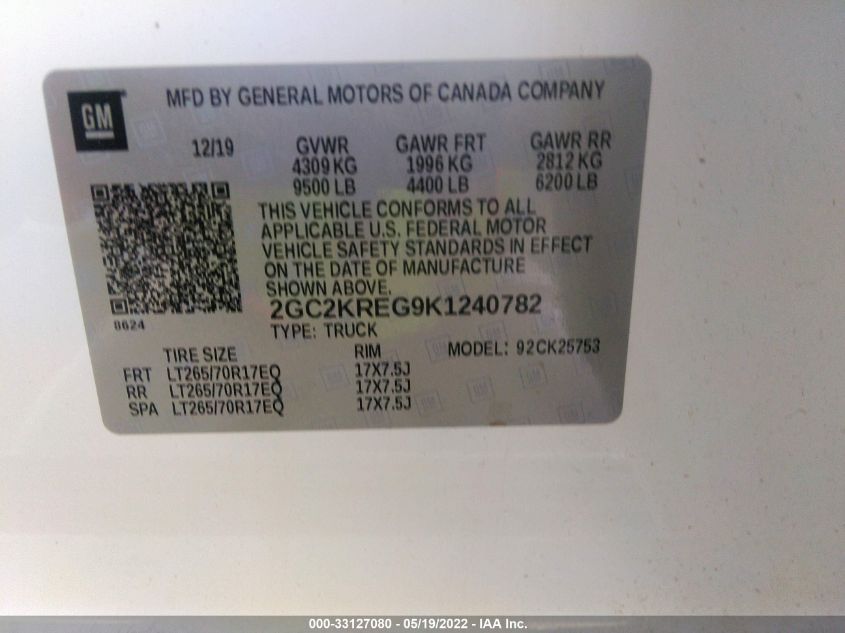 GM
MFD BY GENERAL MOTORS OF CANADA COMPANY
12/19 GVWR GAWR FRT GAWR RR
4309 KG 1996 KG 2812 KG
9500 LB 4400 LB 6200 LB
THIS VEHICLE CONFORMS TO ALL
APPLICABLE U.S. FEDERAL MOTOR
VEHICLE SAFETY STANDARDS IN EFFECT
ON THE DATE OF MANUFACTURE
SHOWN ABOVE.
2GC2KREG9K1240782
8624
TYPE: TRUCK
TIRE SIZE RIM MODEL: 92CK25753
FRT LT265/70R17EQ 17X7.5J
RR LT265/70R17EQ 17X7.5J
SPA LT265/70R17EQ 17X7.5J
000-33127080 - 05/19/2022 - IAA Inc.